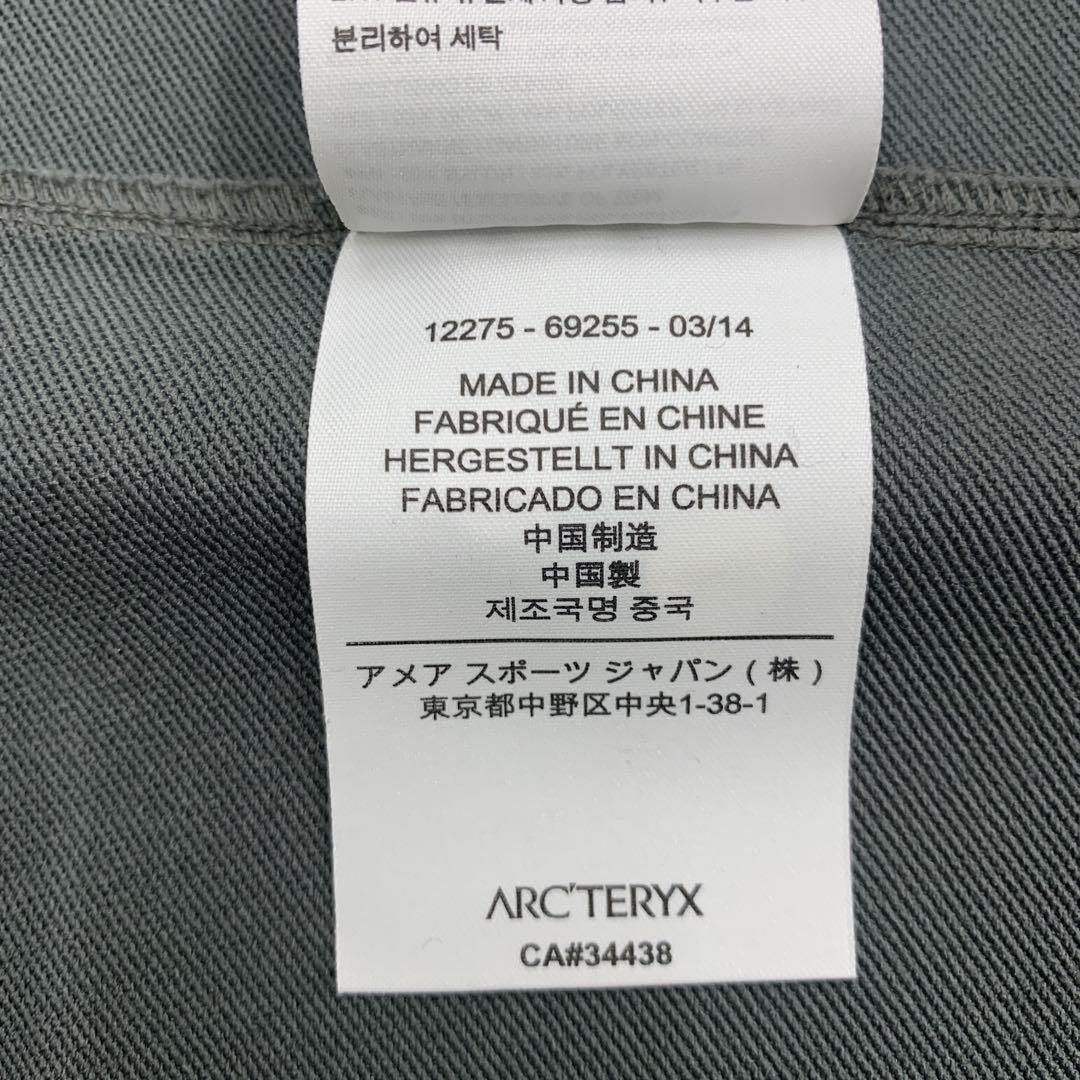 분리하여 세탁
12275 - 69255 - 03/14
MADE IN CHINA
FABRIQUÉ EN CHINE
HERGESTELLT IN CHINA
FABRICADO EN CHINA
中国制造
中国製
제조국명 중국
アメア スポーツ ジャパン ( 株 )
東京都中野区中央1-38-1
ARC'TERYX
CA#34438